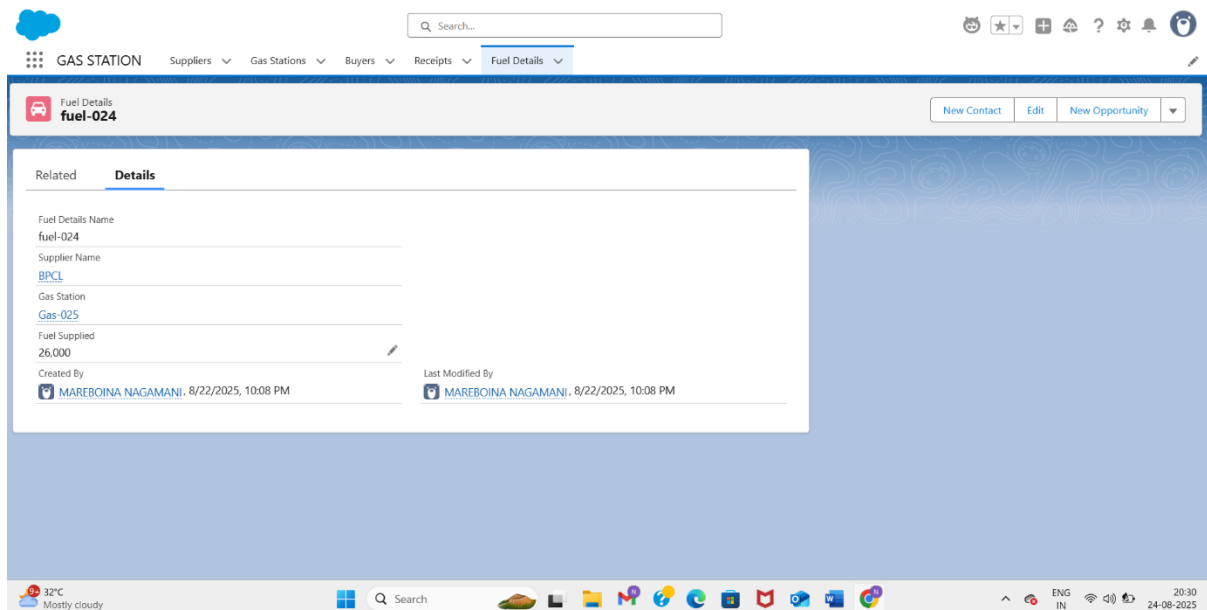 Search...
GAS STATION Suppliers Gas Stations Buyers Receipts Fuel Details
Fuel Details
fuel-024
New Contact Edit New Opportunity
Related Details
Fuel Details Name
fuel-024
Supplier Name
BPCL
Gas Station
Gas-025
Fuel Supplied
26,000
Created By
MAREBOINA NAGAMANI, 8/22/2025, 10:08 PM
Last Modified By
MAREBOINA NAGAMANI, 8/22/2025, 10:08 PM
9+
32°C
Mostly cloudy
Search
N
N
ENG
IN
20:30
24-08-2025